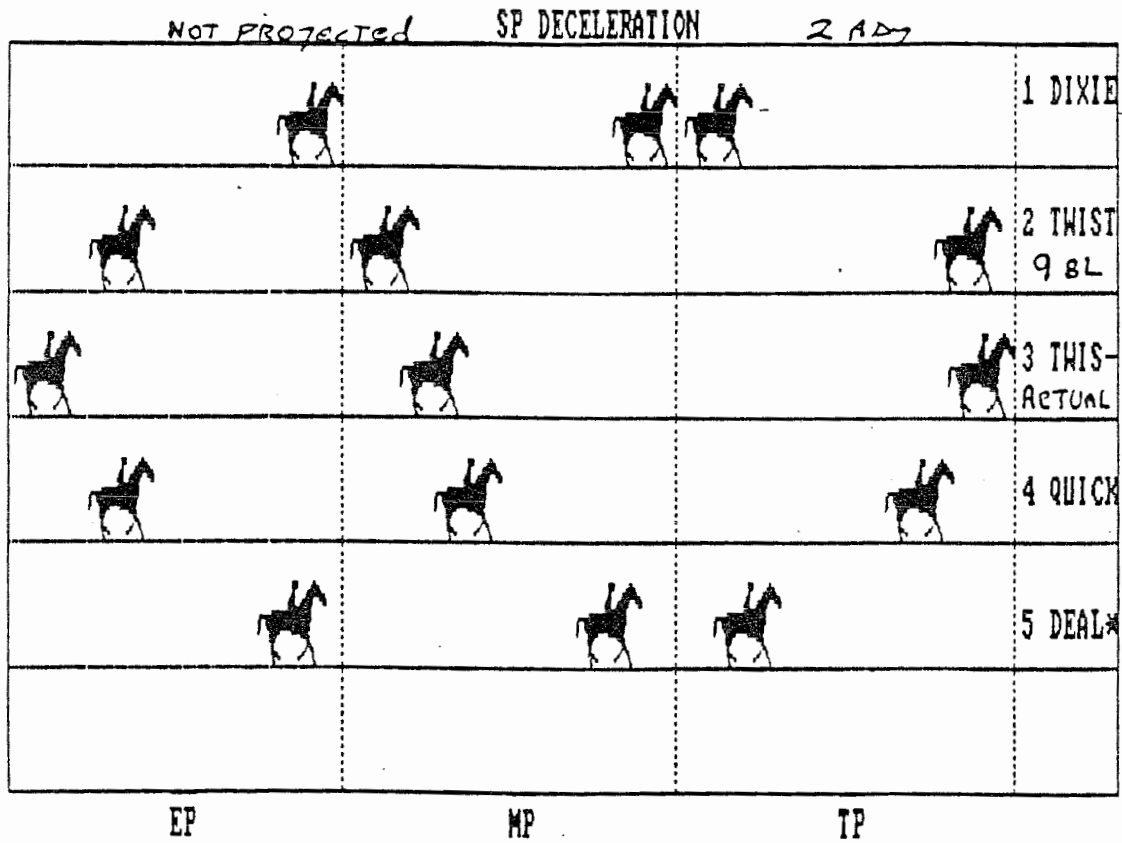 NOT PROJECTED SP DECELERATION 2 ADJ
1 DIXIE
2 TWIST
9 BL
3 THIS-
ACTUAL
4 QUICK
5 DEAL*
EP MP TP